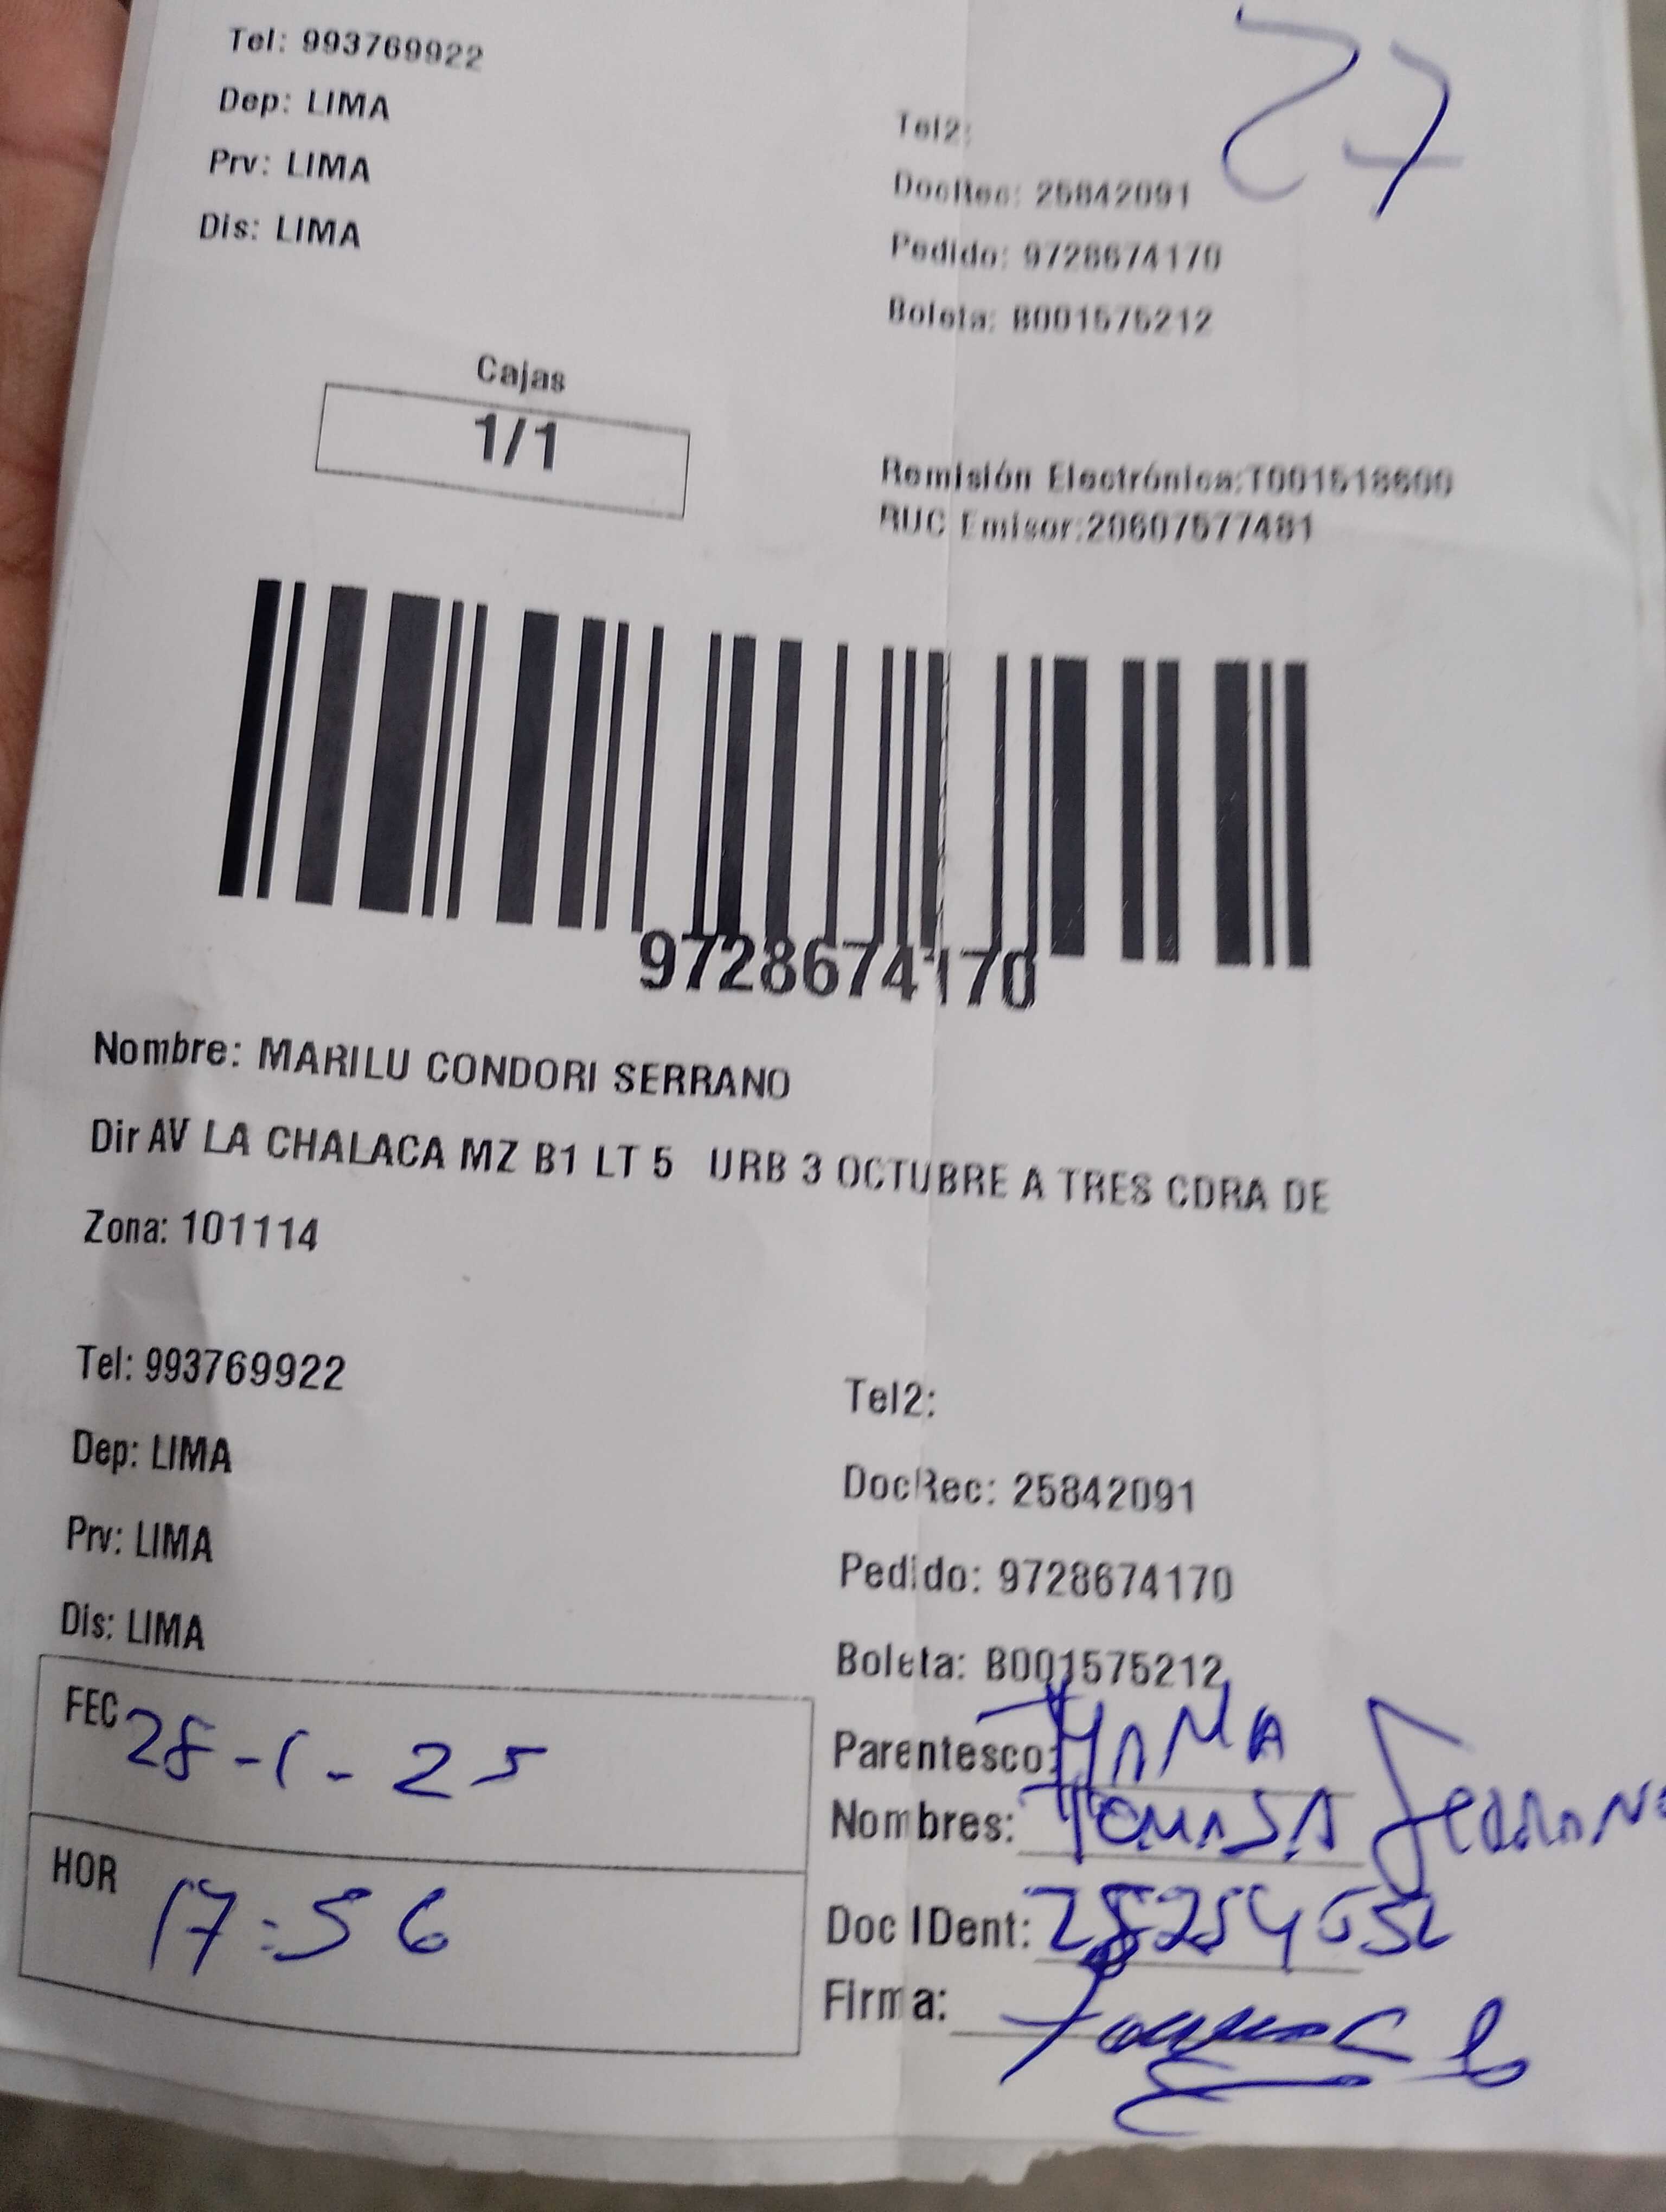 Tel: 993769922
Dep: LIMA
Prv: LIMA
Dis: LIMA
27
Tel2:
DocRec: 25842091
Pedido: 9728674170
Boleta: B001575212
Cajas
1/1
Remisión Electrónica:T001518600
RUC Emisor:20607577481
9728674170
Nombre: MARILU CONDORI SERRANO
Dir AV LA CHALACA MZ B1 LT 5 URB 3 OCTUBRE A TRES CDRA DE
Zona: 101114
Tel: 993769922
Dep: LIMA
Prv: LIMA
Dis: LIMA
Tel2:
DocRec: 25842091
Pedido: 9728674170
Boleta: B001575212
FEC 28-1-25
HOR 17:56
Parentesco:
Nombres: TOMASA SERRANO
Doc IDent:
Firma: